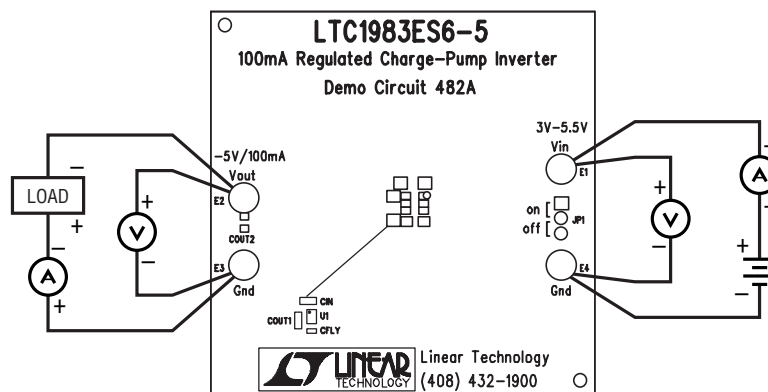 LTC1983ES6-5
100mA Regulated Charge-Pump Inverter
Demo Circuit 482A
-5V/100mA
Vout
E2
COUT2
E3
Gnd
LOAD
-
+
-
A
+
+
V
-
3V-5.5V
Vin
E1
on
off
JP1
E4
Gnd
+
V
-
-
A
+
-
CIN
COUT1
U1
CFLY
LINEAR
TECHNOLOGY
Linear Technology
(408) 432-1900